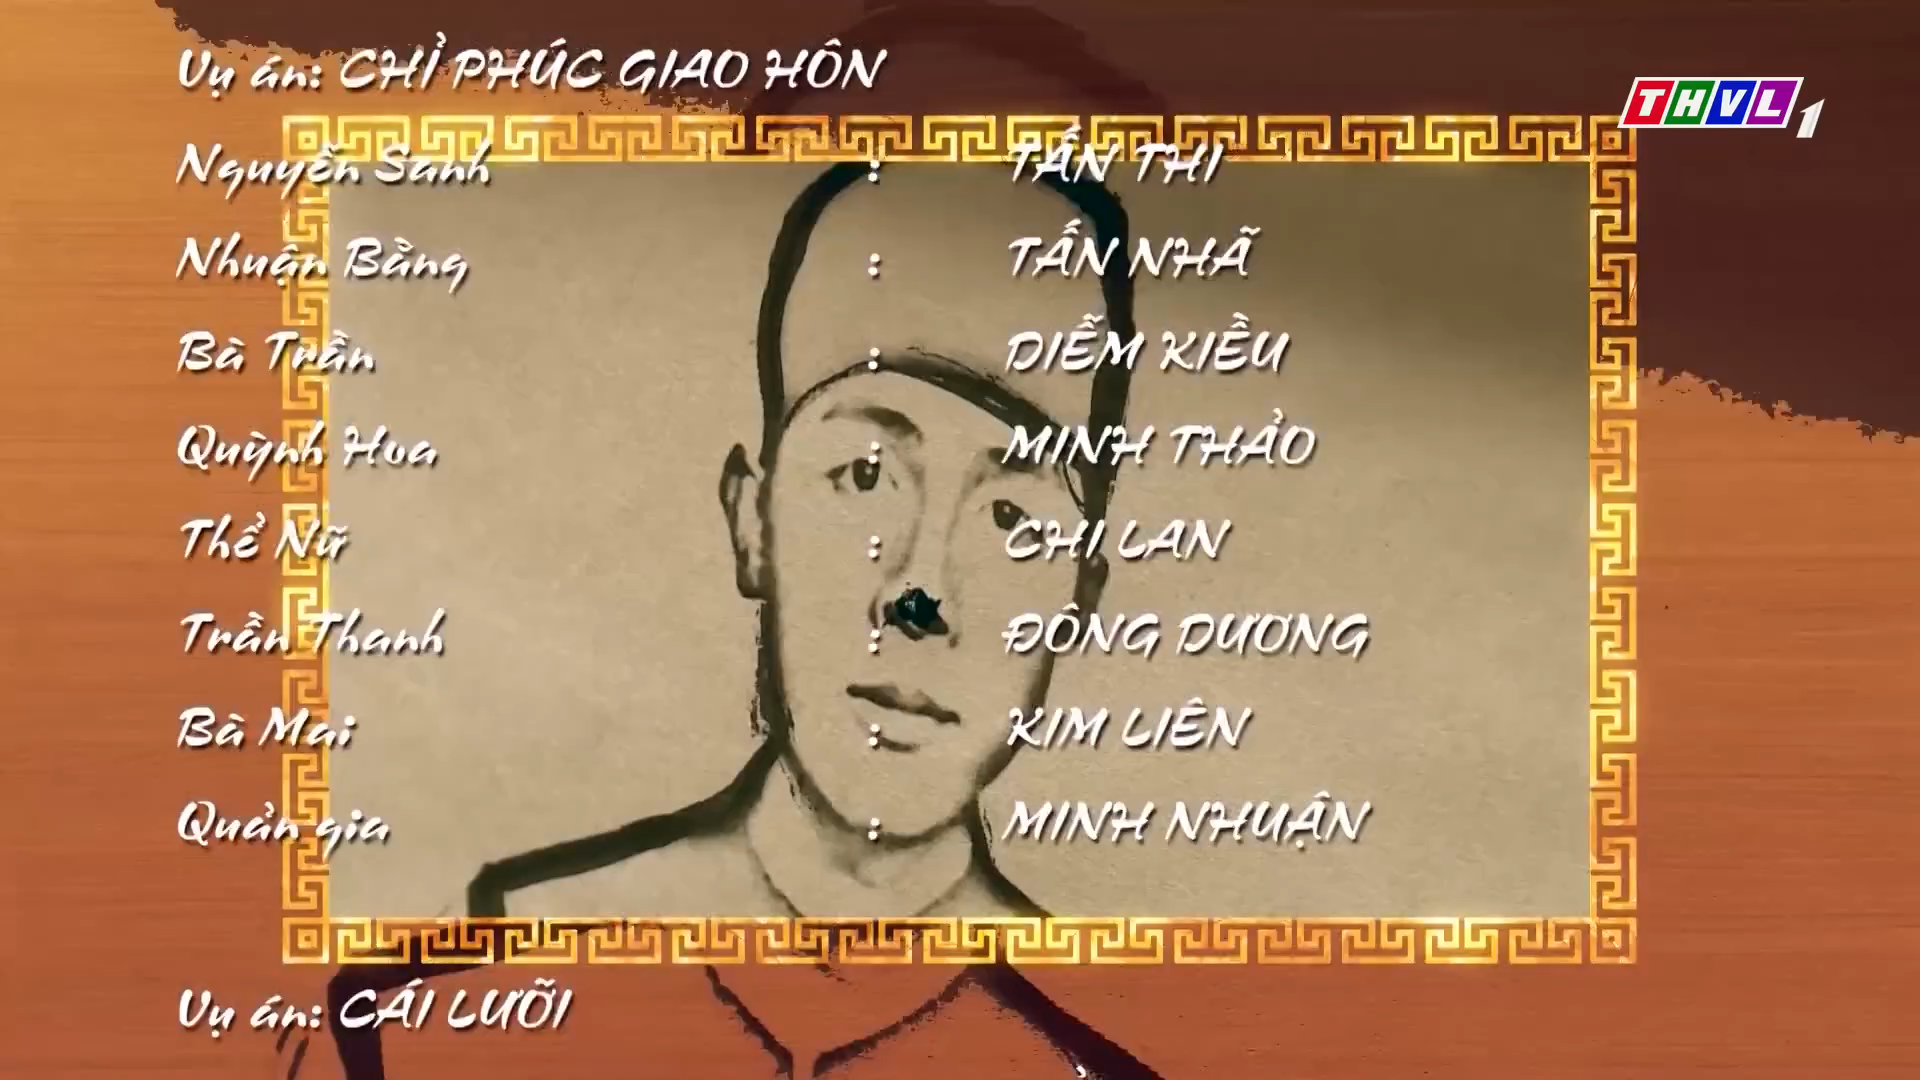 Vụ án: CHỈ PHÚC GIAO HÔN
THVL 1
Nguyễn Sanh : TẤN THI
Nhuận Bằng : TẤN NHÃ
Bà Trần : DIỄM KIỀU
Quỳnh Hoa : MINH THẢO
Thể Nữ : CHI LAN
Trần Thanh : ĐÔNG DƯƠNG
Bà Mai : KIM LIÊN
Quản gia : MINH NHUẬN
Vụ án: CÁI LƯỠI